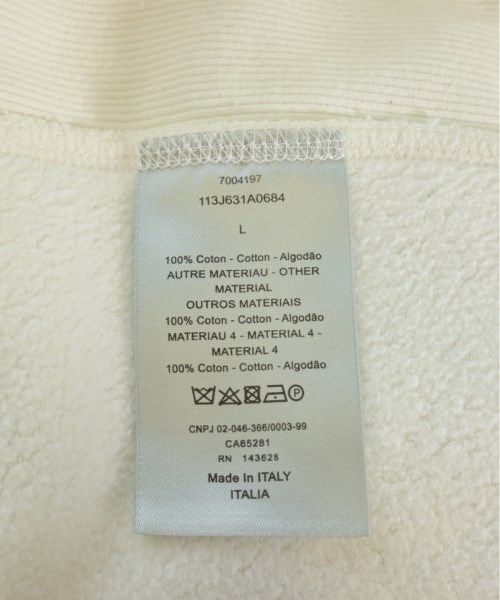 7004197
113J631A0684
L
100% Coton - Cotton - Algodão
AUTRE MATERIAU - OTHER
MATERIAL
OUTROS MATERIAIS
100% Coton - Cotton - Algodão
MATERIAU 4 - MATERIAL 4 -
MATERIAL 4
100% Coton - Cotton - Algodão
P
CNPJ 02-046-366/0003-99
CA65281
RN 143628
Made In ITALY
ITALIA